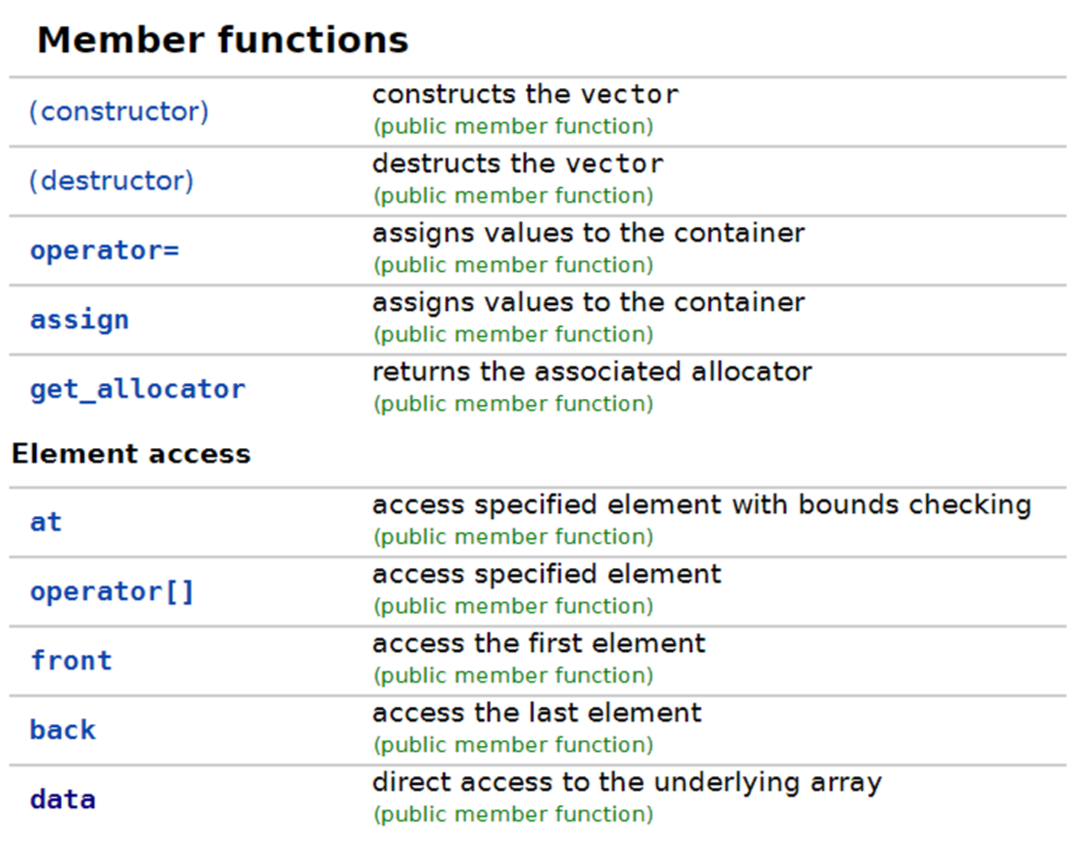 Member functions
(constructor)
constructs the vector
(public member function)
(destructor)
destructs the vector
(public member function)
operator=
assigns values to the container
(public member function)
assign
assigns values to the container
(public member function)
get_allocator
returns the associated allocator
(public member function)
Element access
at
access specified element with bounds checking
(public member function)
operator[]
access specified element
(public member function)
front
access the first element
(public member function)
back
access the last element
(public member function)
data
direct access to the underlying array
(public member function)